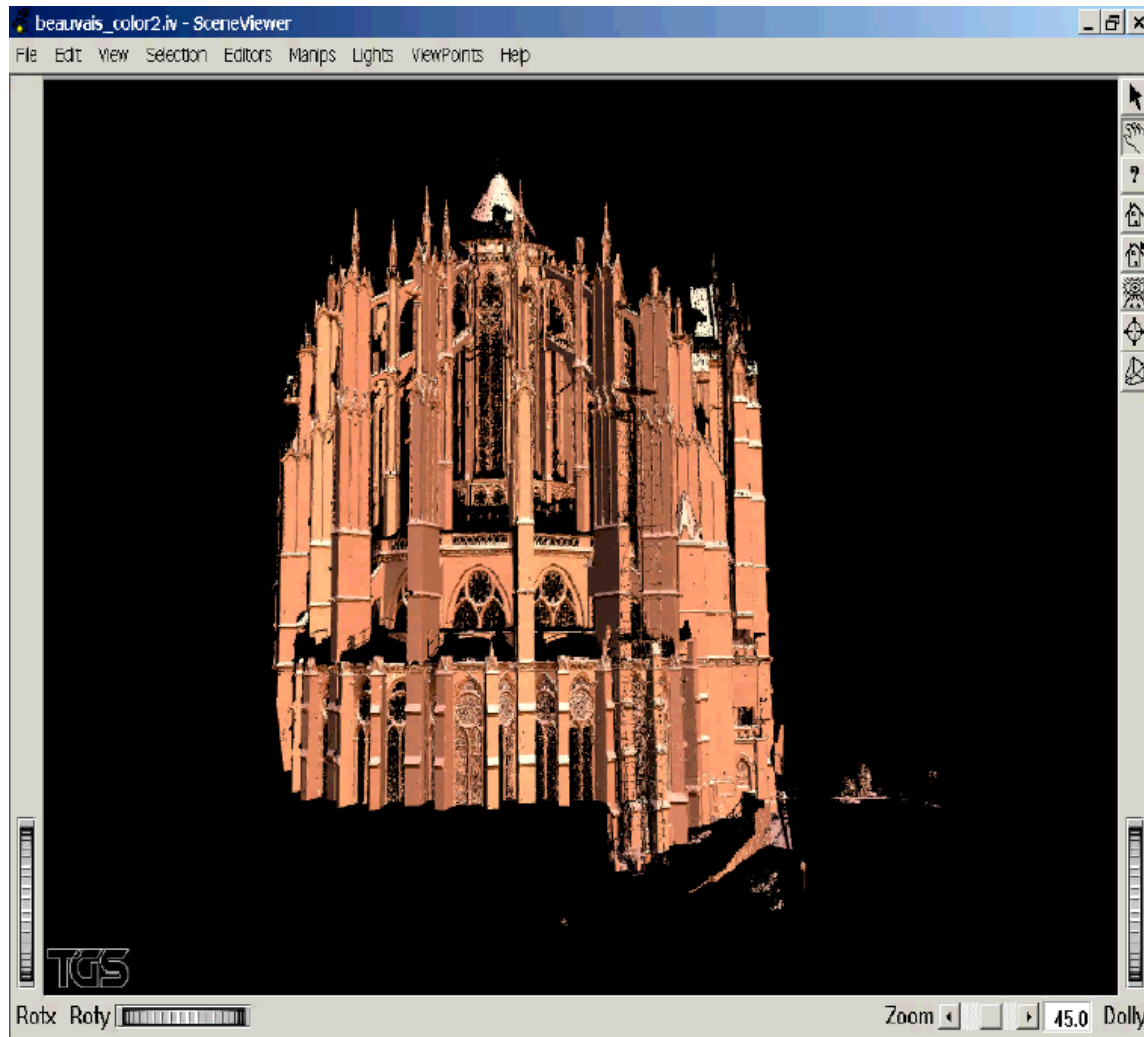 beauvais_color2.iv - SceneViewer
File Edit View Selection Editors Manips Lights ViewPoints Help
?
TGS
Rotx Roty Zoom 45.0 Dolly